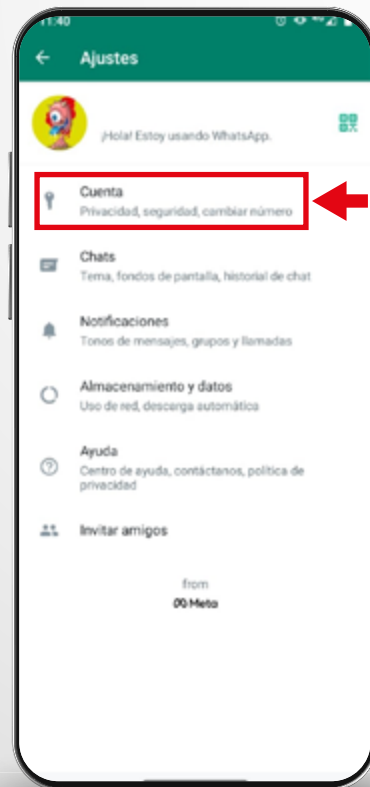 11:40
Ajustes
¡Hola! Estoy usando WhatsApp.
Cuenta
Privacidad, seguridad, cambiar número
Chats
Tema, fondos de pantalla, historial de chat
Notificaciones
Tonos de mensajes, grupos y llamadas
Almacenamiento y datos
Uso de red, descarga automática
Ayuda
Centro de ayuda, contáctanos, política de
privacidad
Invitar amigos
from
Meta